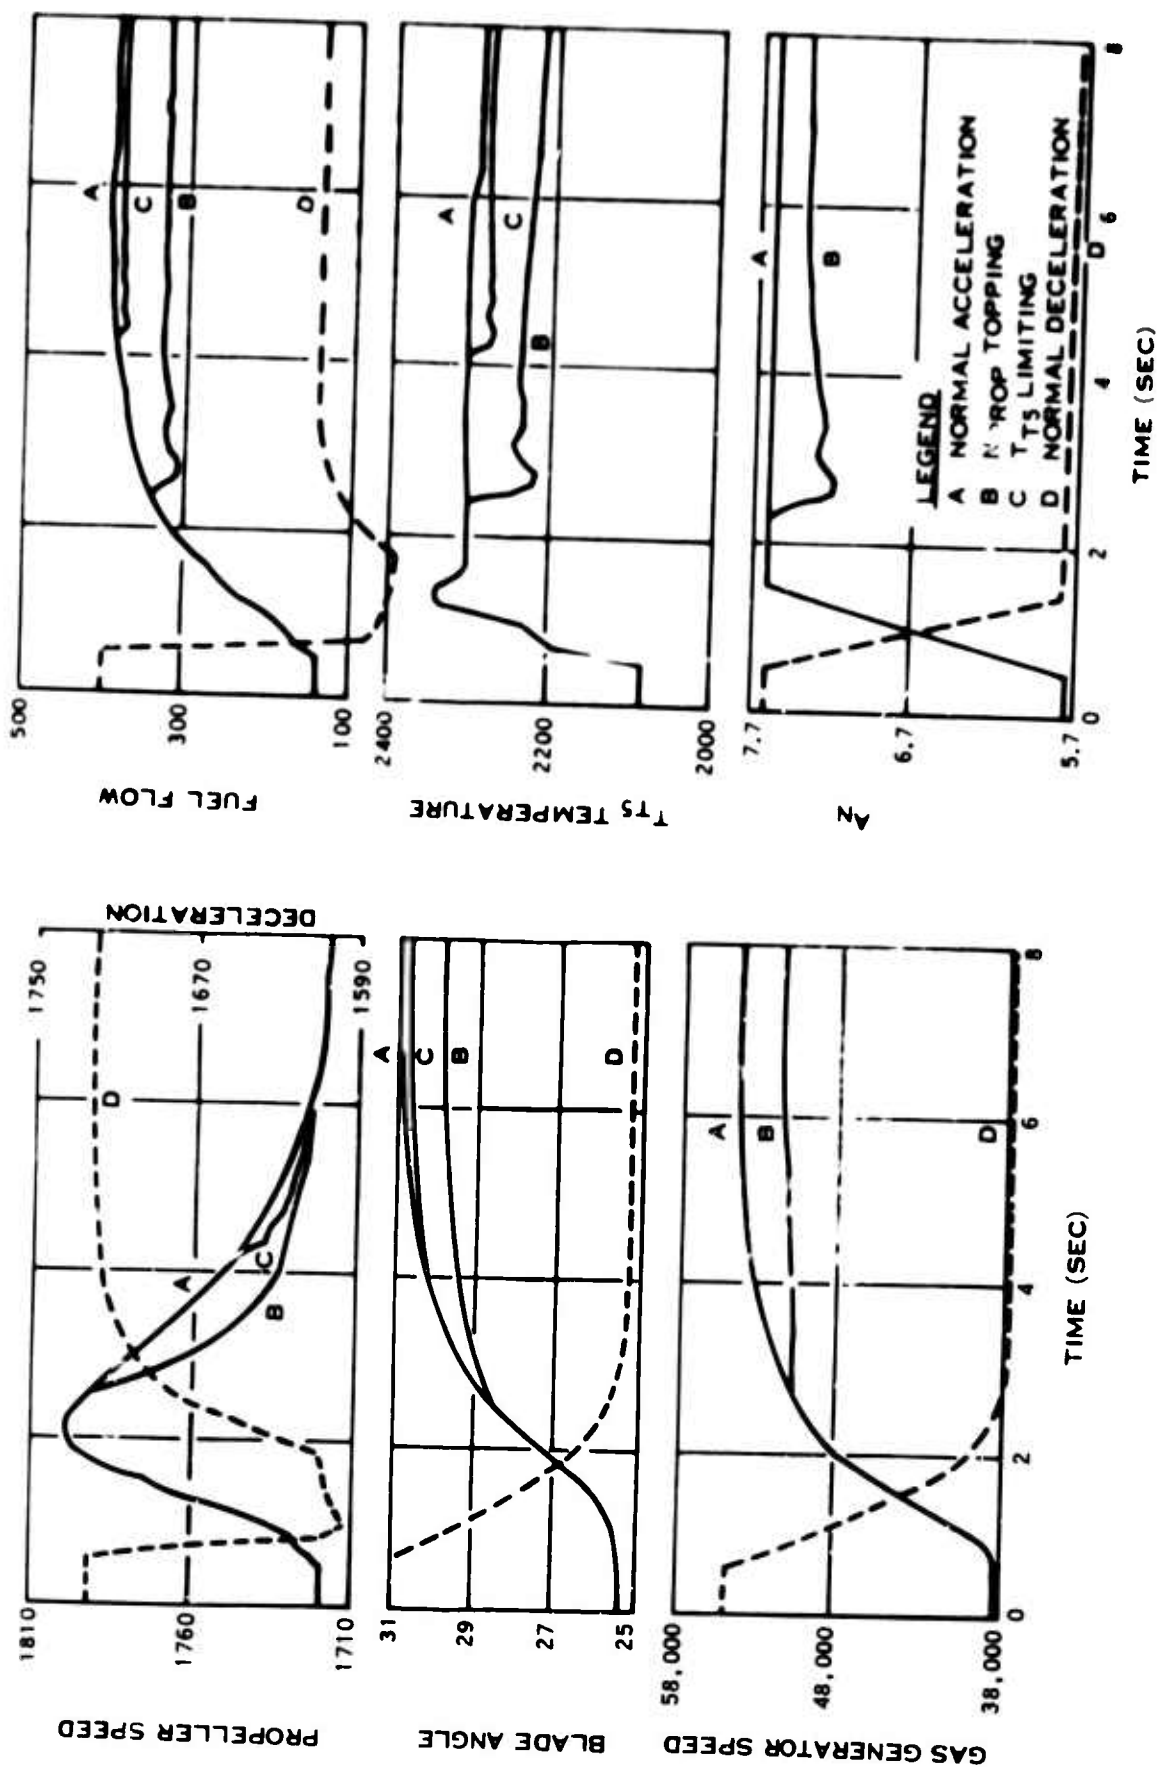 PROPELLER SPEED
1810
1760
1710
DECELERATION
1750
1670
1590
A
B
C
D
BLADE ANGLE
31
29
27
25
A
C
B
D
GAS GENERATOR SPEED
58,000
48,000
38,000
A
B
D
0 2 4 6 8
TIME (SEC)
FUEL FLOW
500
300
100
A
C
B
D
TT5 TEMPERATURE
2400
2200
2000
A
C
B
AN
7.7
6.7
5.7
A
B
D
LEGEND
A NORMAL ACCELERATION
B N TOPPING
C TT5 LIMITING
D NORMAL DECELERATION
0 2 4 6 8
TIME (SEC)